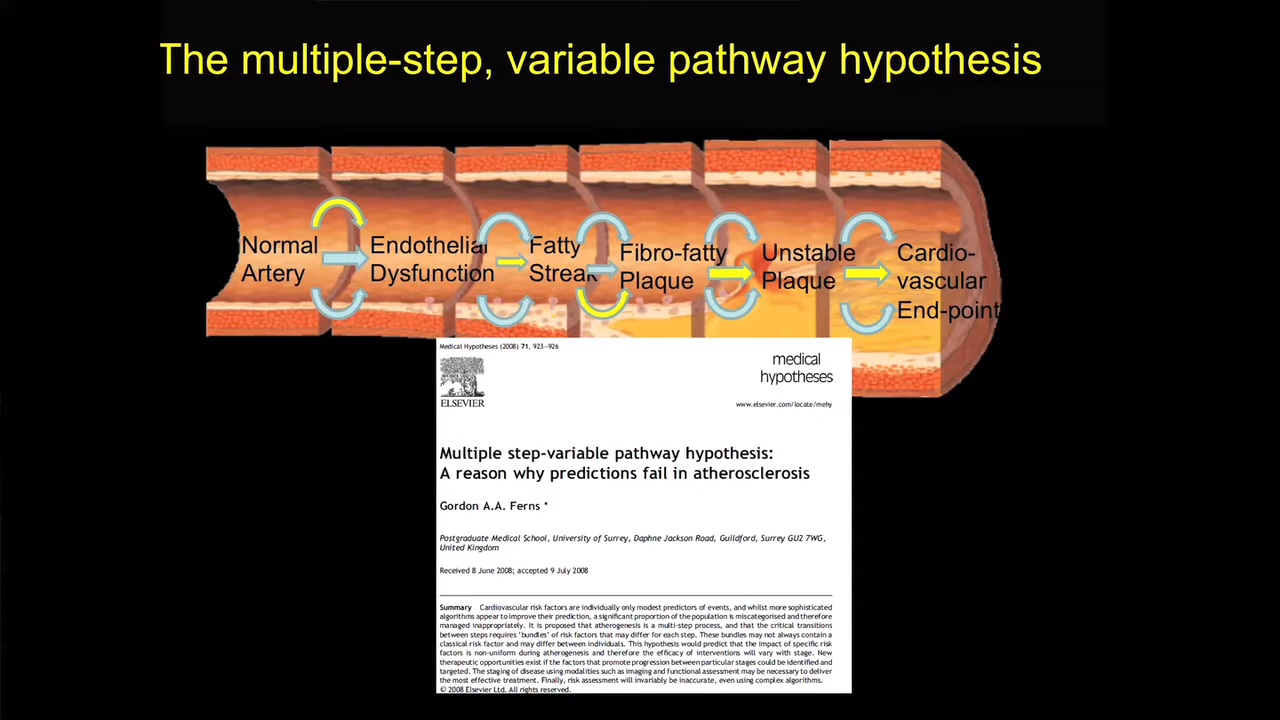 The multiple-step, variable pathway hypothesis
Normal
Artery
Endothelial
Dysfunction
Fatty
Streak
Fibro-fatty
Plaque
Unstable
Plaque
Cardio-
vascular
End-point
Medical Hypotheses (2008) 71, 923–926
ELSEVIER
medical
hypotheses
www.elsevier.com/locate/mehy
Multiple step-variable pathway hypothesis:
A reason why predictions fail in atherosclerosis
Gordon A.A. Ferns *
Postgraduate Medical School, University of Surrey, Daphne Jackson Road, Guildford, Surrey GU2 7WG,
United Kingdom
Received 8 June 2008; accepted 9 July 2008
Summary Cardiovascular risk factors are individually only modest predictors of events, and whilst more sophisticated
algorithms appear to improve their prediction, a significant proportion of the population is miscategorised and therefore
managed inappropriately. It is proposed that atherogenesis is a multi-step process, and that the critical transitions
between steps requires 'bundles' of risk factors that may differ for each step. These bundles may not always contain a
classical risk factor and may differ between individuals. This hypothesis would predict that the impact of specific risk
factors is non-uniform during atherogenesis and therefore the efficacy of interventions will vary with stage. New
therapeutic opportunities exist if the factors that promote progression between particular stages could be identified and
targeted. The staging of disease using modalities such as imaging and functional assessment may be necessary to deliver
the most effective treatment. Finally, risk assessment will invariably be inaccurate, even using complex algorithms.
© 2008 Elsevier Ltd. All rights reserved.